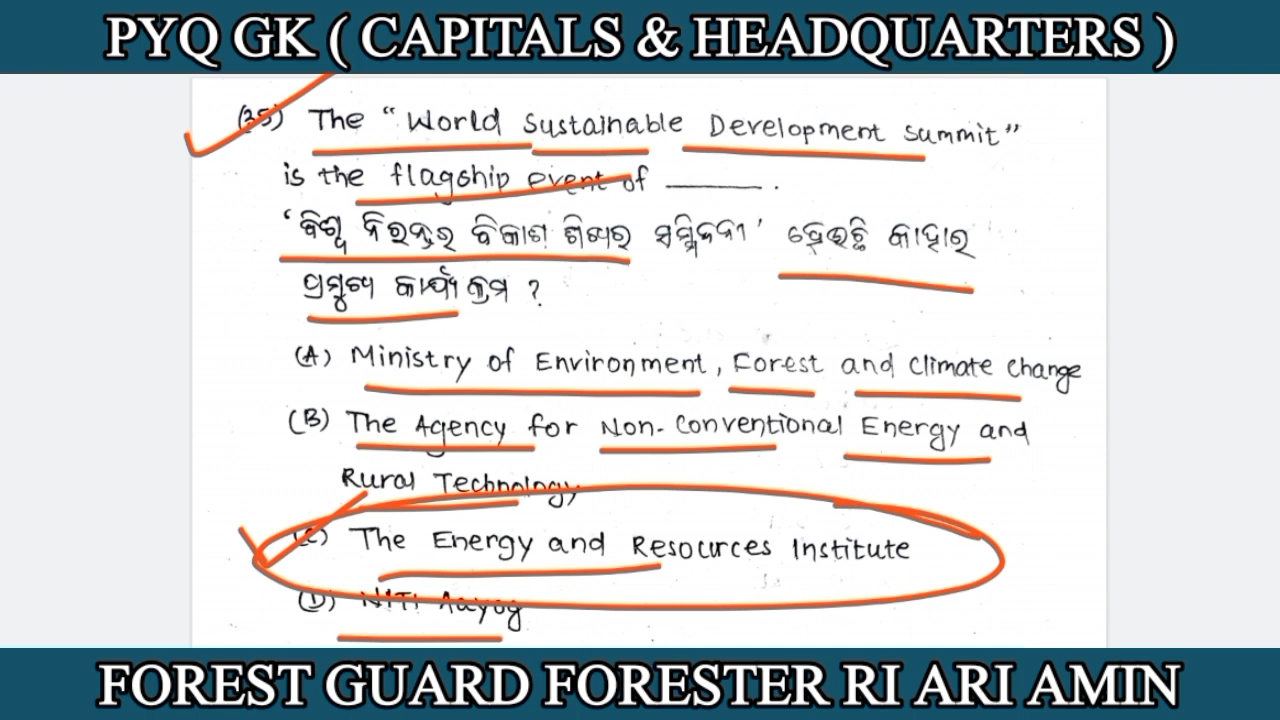 PYQ GK ( CAPITALS & HEADQUARTERS )
(35) The "World Sustainable Development Summit"
is the flagship event of ______ .
'ବିଶ୍ୱ ନିରନ୍ତର ବିକାଶ ଶିଖର ସମ୍ମିଳନୀ' ହେଉଛି କାହାର
ପ୍ରମୁଖ୍ୟ କାର୍ଯ୍ୟକ୍ରମ ?
(A) Ministry of Environment, Forest and Climate Change
(B) The Agency for Non-Conventional Energy and
Rural Technology
(C) The Energy and Resources Institute
(D) NITI Aayog
FOREST GUARD FORESTER RI ARI AMIN